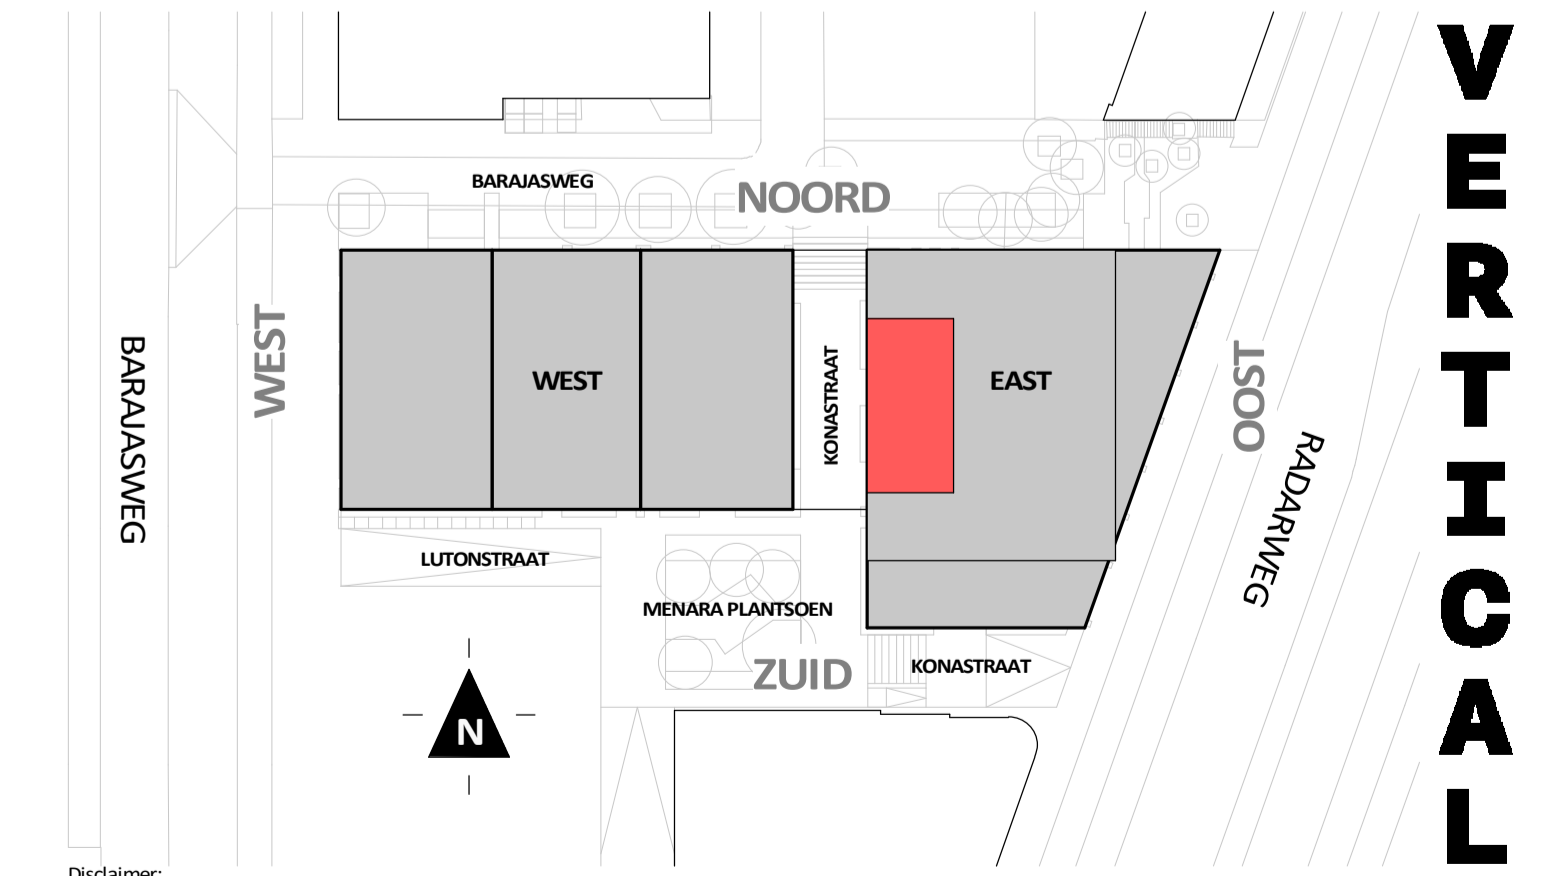 BARAJASWEG
NOORD
WEST
BARAJASWEG
WEST
KONASTRAAT
EAST
OOST
RADARWEG
LUTONSTRAAT
MENARA PLANTSOEN
ZUID
KONASTRAAT
N
VERTICAL
Disclaimer: